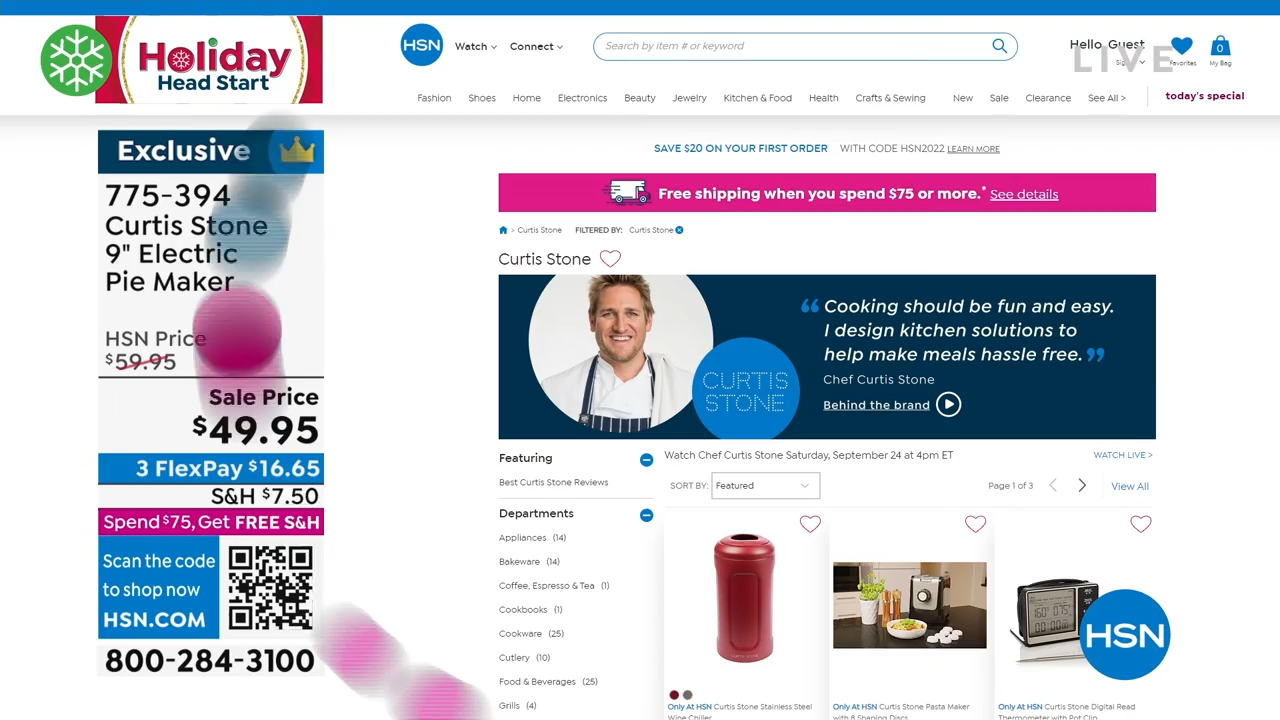 Holiday
Head Start
HSN
Watch
Connect
Search by item # or keyword
Hello, Guest
LIVE
Favorites
0
My Bag
Fashion
Shoes
Home
Electronics
Beauty
Jewelry
Kitchen & Food
Health
Crafts & Sewing
New
Sale
Clearance
See All >
today's special
Exclusive
775-394
Curtis Stone
9" Electric
Pie Maker
HSN Price
$59.95
Sale Price
$49.95
3 FlexPay $16.65
S&H $7.50
Spend $75, Get FREE S&H
Scan the code
to shop now
HSN.COM
800-284-3100
SAVE $20 ON YOUR FIRST ORDER WITH CODE HSN2022 LEARN MORE
Free shipping when you spend $75 or more.* See details
> Curtis Stone FILTERED BY: Curtis Stone
Curtis Stone
“ Cooking should be fun and easy.
I design kitchen solutions to
help make meals hassle free. ”
Chef Curtis Stone
Behind the brand
CURTIS
STONE
Featuring
Best Curtis Stone Reviews
Departments
Appliances (14)
Bakeware (14)
Coffee, Espresso & Tea (1)
Cookbooks (1)
Cookware (25)
Cutlery (10)
Food & Beverages (25)
Grills (4)
Watch Chef Curtis Stone Saturday, September 24 at 4pm ET
WATCH LIVE >
SORT BY: Featured
Page 1 of 3
View All
CURTIS STONE
HSN
Only At HSN Curtis Stone Stainless Steel
Wine Chiller
Only At HSN Curtis Stone Pasta Maker
with 8 Shaping Discs
Only At HSN Curtis Stone Digital Read
Thermometer with Pot Clip